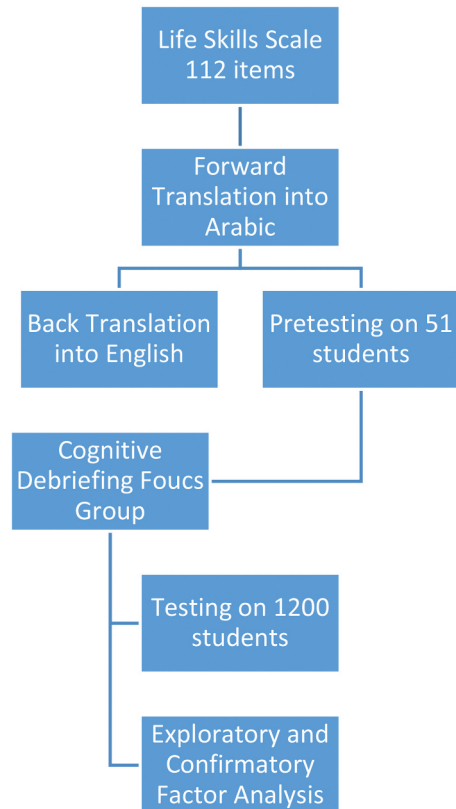 Life Skills Scale
112 items
Forward
Translation into
Arabic
Back Translation
into English
Pretesting on 51
students
Cognitive
Debriefing Foucs
Group
Testing on 1200
students
Exploratory and
Confirmatory
Factor Analysis